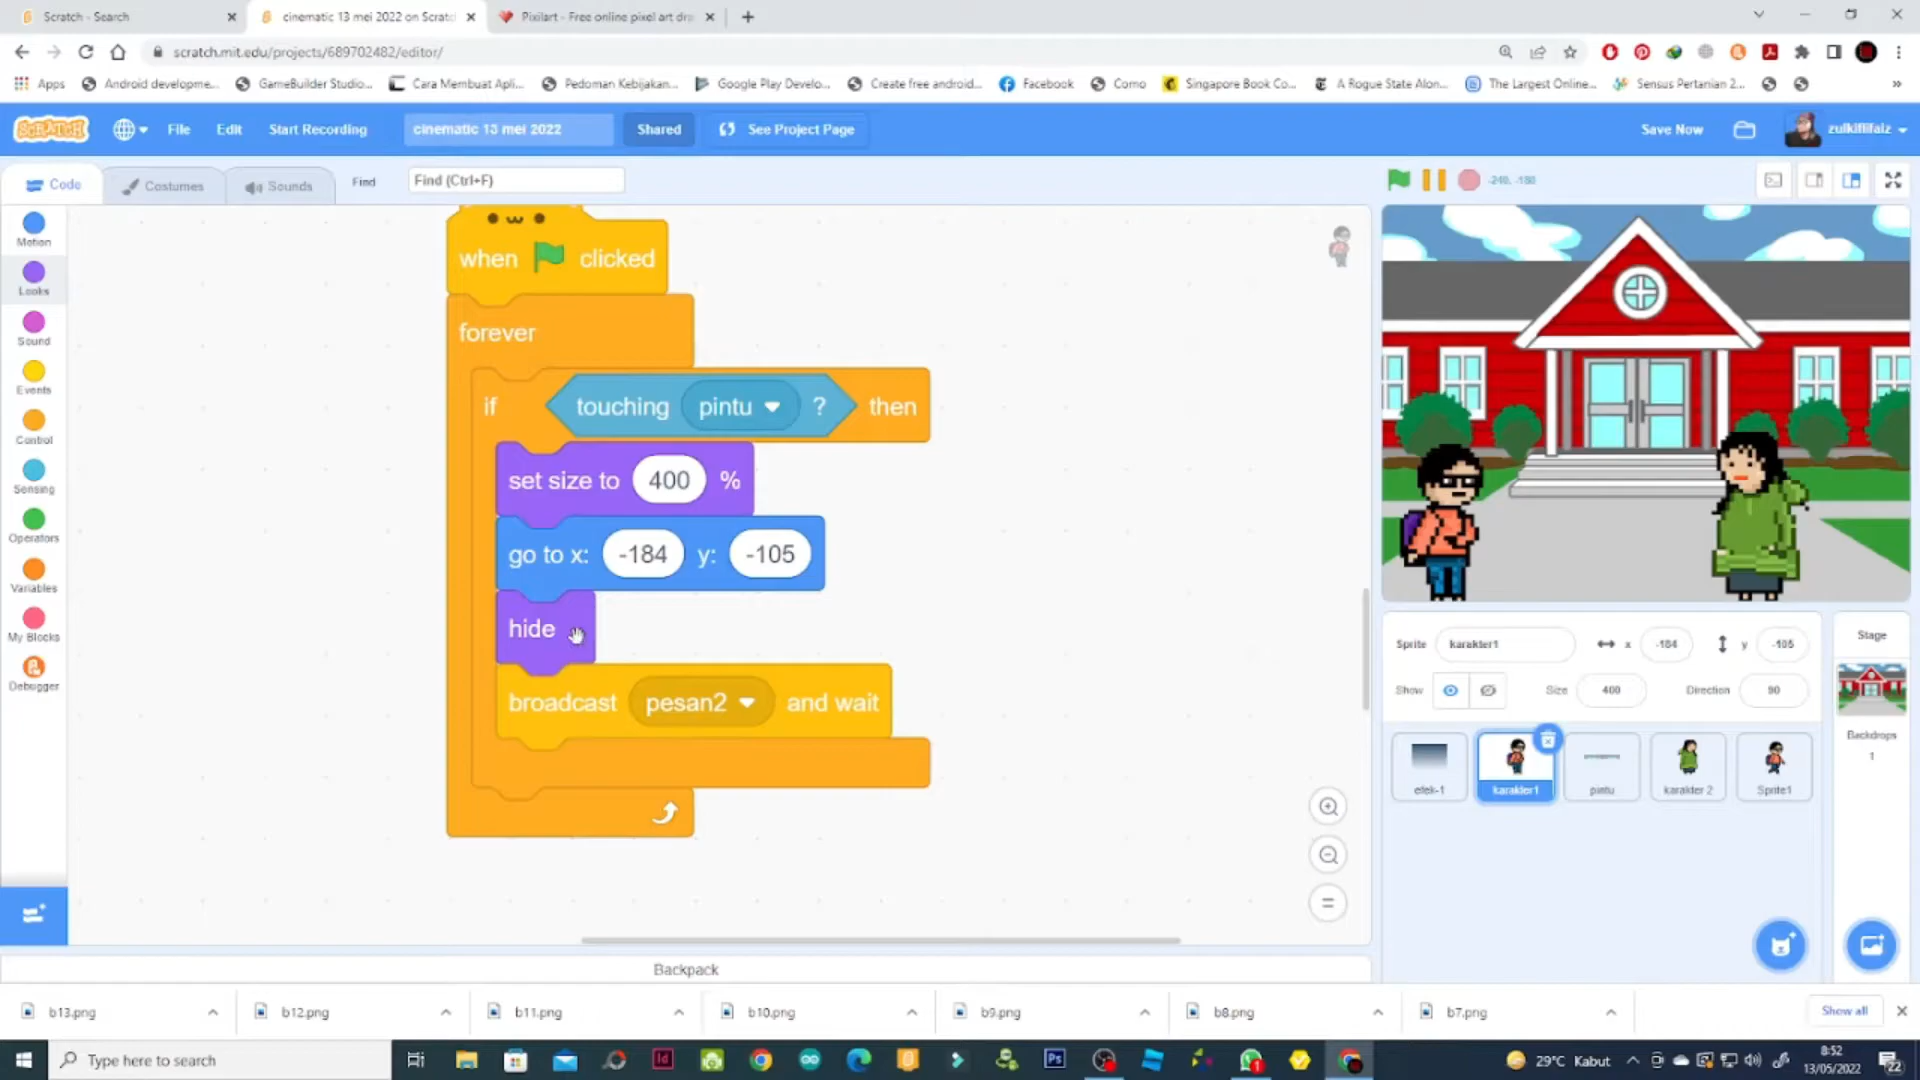 Scratch - Search
cinematic 13 mei 2022 on Scratc
Pixilart - Free online pixel art dra
scratch.mit.edu/projects/689702482/editor/
Apps
Android developme...
GameBuilder Studio...
Cara Membuat Apli...
Pedoman Kebijakan...
Google Play Develo...
Create free android...
Facebook
Como
Singapore Book Co...
A Rogue State Alon...
The Largest Online...
Sensus Pertanian 2...
SCRATCH
File
Edit
Start Recording
cinematic 13 mei 2022
Shared
See Project Page
Save Now
zulkiflifaiz
Code
Costumes
Sounds
Find
Find (Ctrl+F)
-240, -180
Motion
Looks
Sound
Events
Control
Sensing
Operators
Variables
My Blocks
Debugger
when clicked
forever
if touching pintu ? then
set size to 400 %
go to x: -184 y: -105
hide
broadcast pesan2 and wait
Sprite karakter1 x -184 y -105
Show Size 400 Direction 90
efek-1
karakter1
pintu
karakter 2
Sprite1
Stage
Backdrops
1
Backpack
b13.png
b12.png
b11.png
b10.png
b9.png
b8.png
b7.png
Show all
Type here to search
Id
Ps
29°C Kabut
8:52
13/05/2022
22